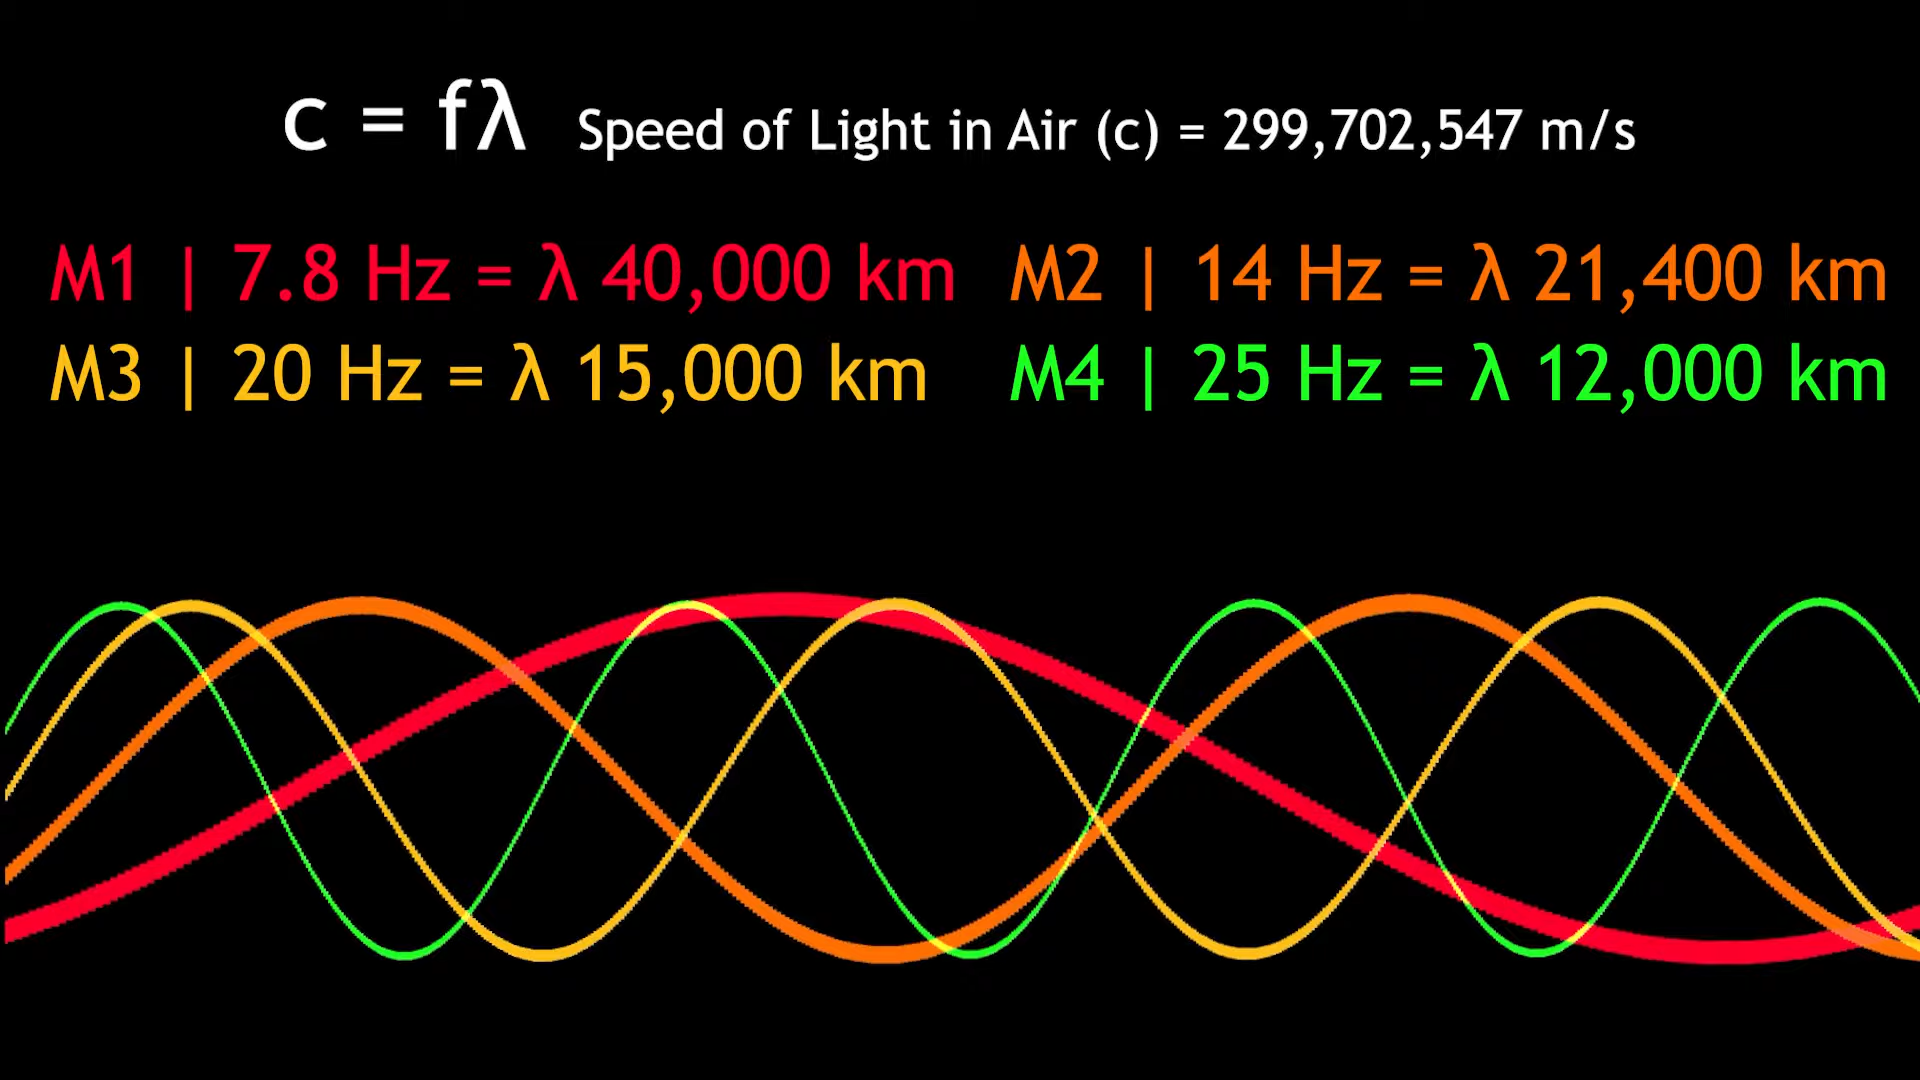 c = fλ Speed of Light in Air (c) = 299,702,547 m/s
M1 | 7.8 Hz = λ 40,000 km M2 | 14 Hz = λ 21,400 km
M3 | 20 Hz = λ 15,000 km M4 | 25 Hz = λ 12,000 km